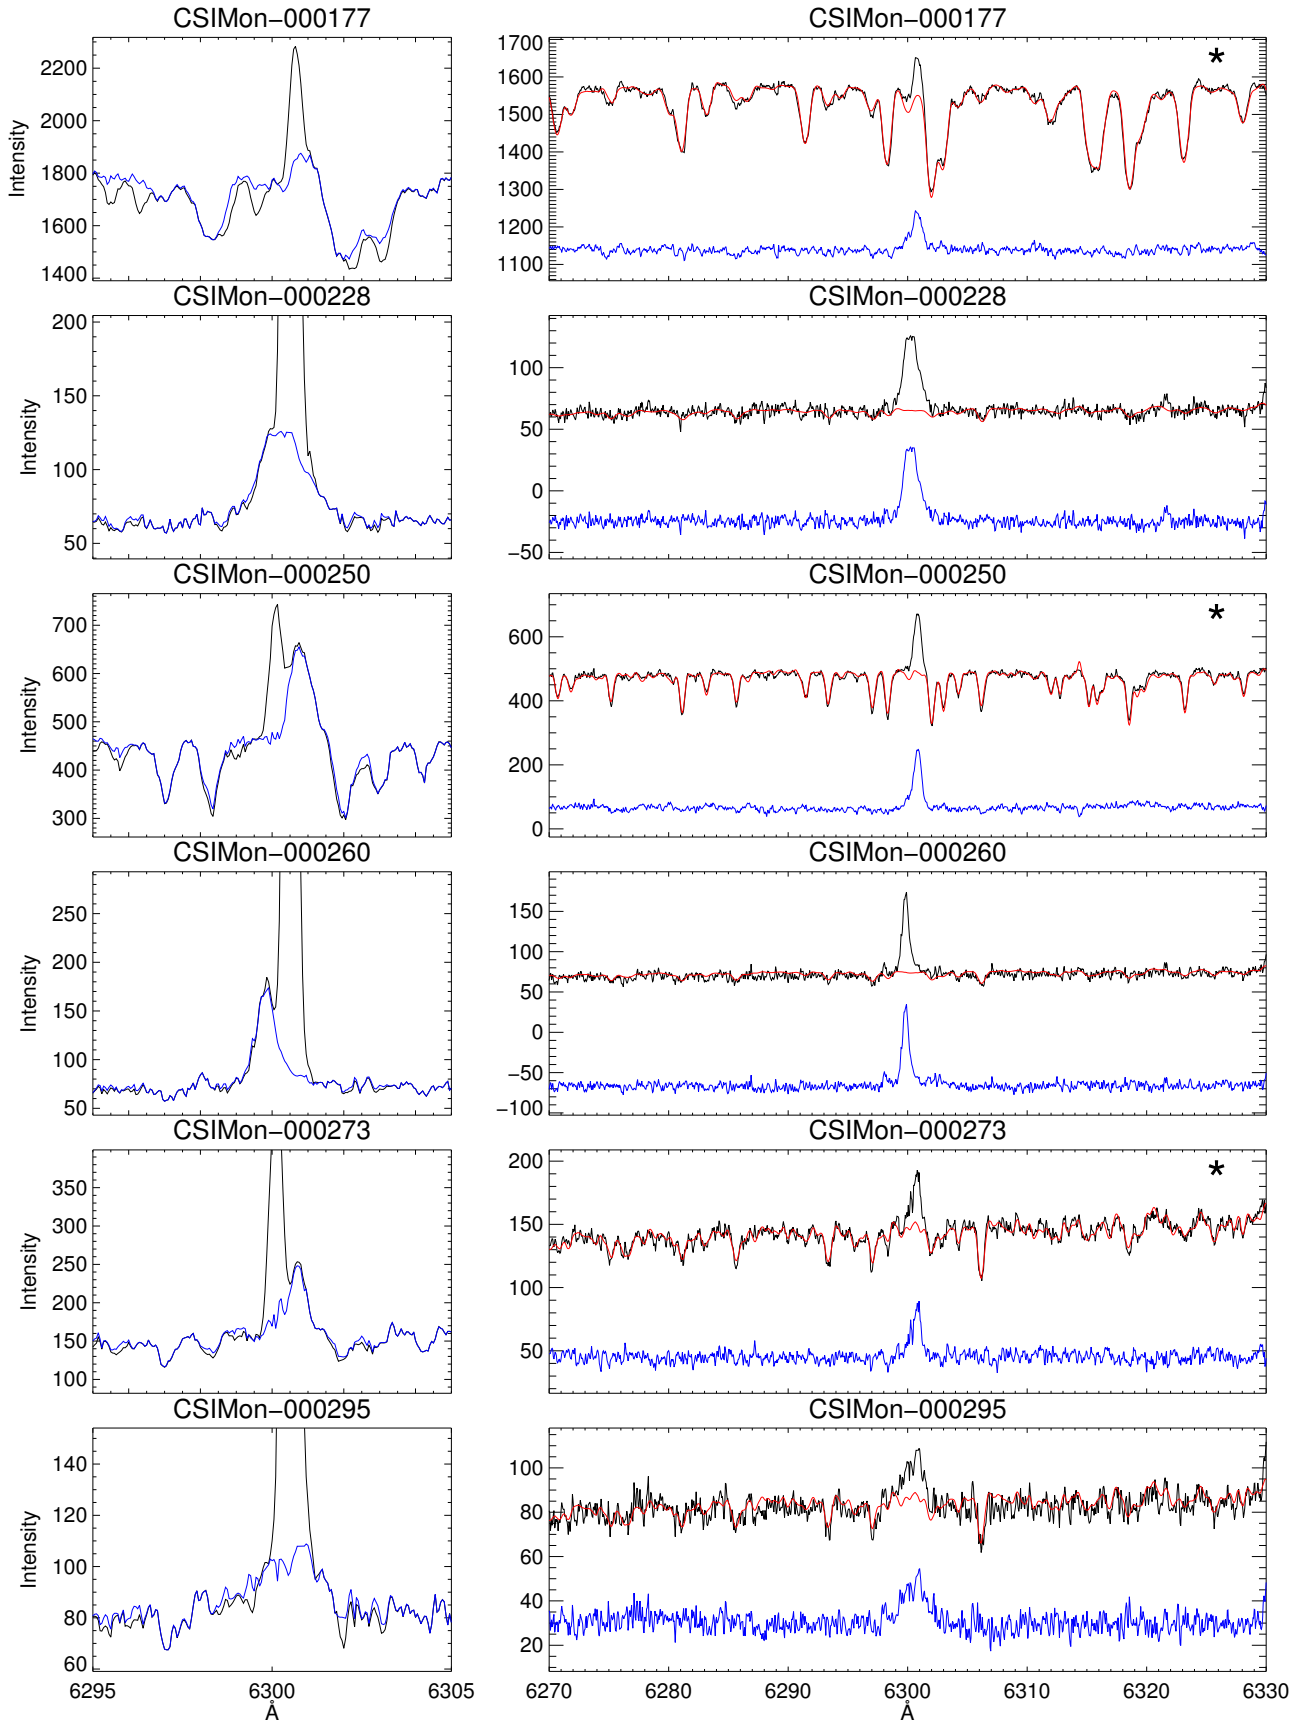 CSIMon−000177
CSIMon−000177
Intensity
2200
2000
1800
1600
1400
1700
1600
1500
1400
1300
1200
1100
*
CSIMon−000228
CSIMon−000228
Intensity
200
150
100
50
100
50
0
−50
CSIMon−000250
CSIMon−000250
Intensity
700
600
500
400
300
600
400
200
0
*
CSIMon−000260
CSIMon−000260
Intensity
250
200
150
100
50
150
100
50
0
−50
−100
CSIMon−000273
CSIMon−000273
Intensity
350
300
250
200
150
100
200
150
100
50
*
CSIMon−000295
CSIMon−000295
Intensity
140
120
100
80
60
100
80
60
40
20
6295 6300 6305
Å
6270 6280 6290 6300 6310 6320 6330
Å